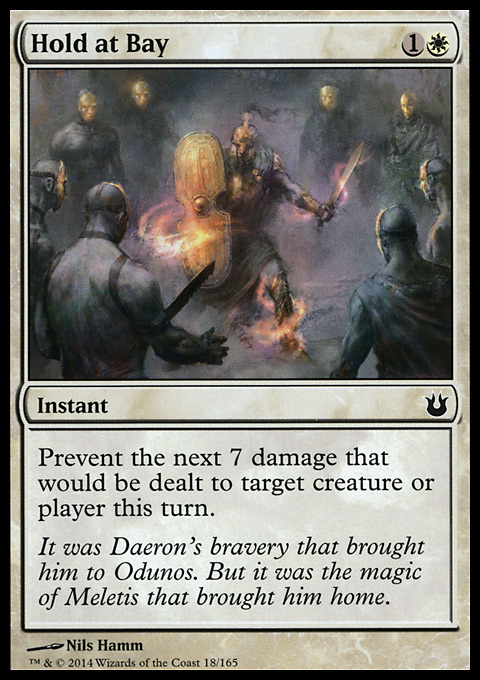 Hold at Bay 1
Instant
Prevent the next 7 damage that
would be dealt to target creature or
player this turn.
It was Daeron's bravery that brought
him to Odunos. But it was the magic
of Meletis that brought him home.
Nils Hamm
™ & © 2014 Wizards of the Coast 18/165